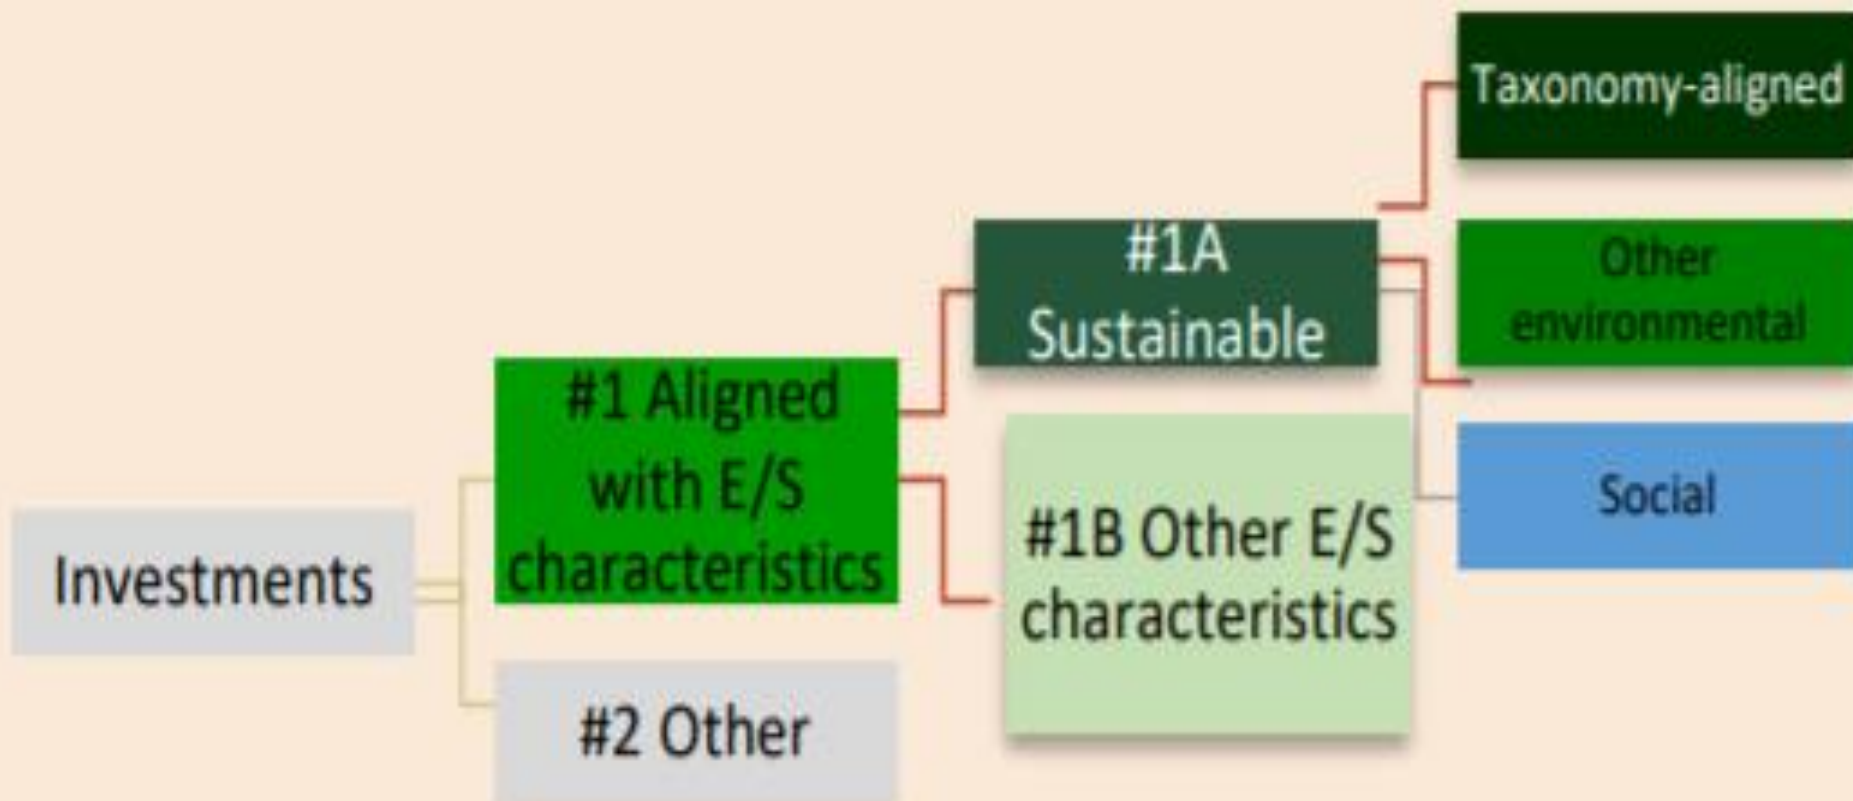 Taxonomy-aligned
#1A
Sustainable
Other
environmental
#1 Aligned
with E/S
characteristics
Social
#1B Other E/S
characteristics
Investments
#2 Other